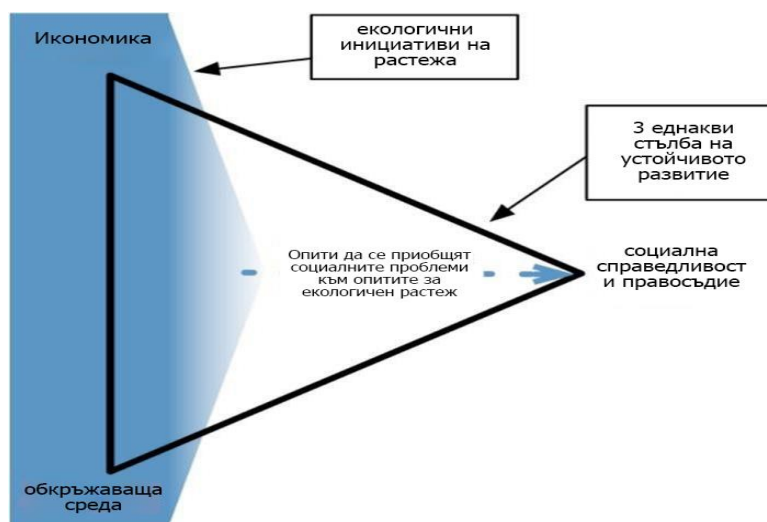 Икономика
екологични
инициативи на
растежа
3 еднакви
стълба на
устойчивото
развитие
Опити да се приобщят
социалните проблеми
към опитите за
екологичен растеж
социална
справедливост
и правосъдие
обкръжаваща
среда